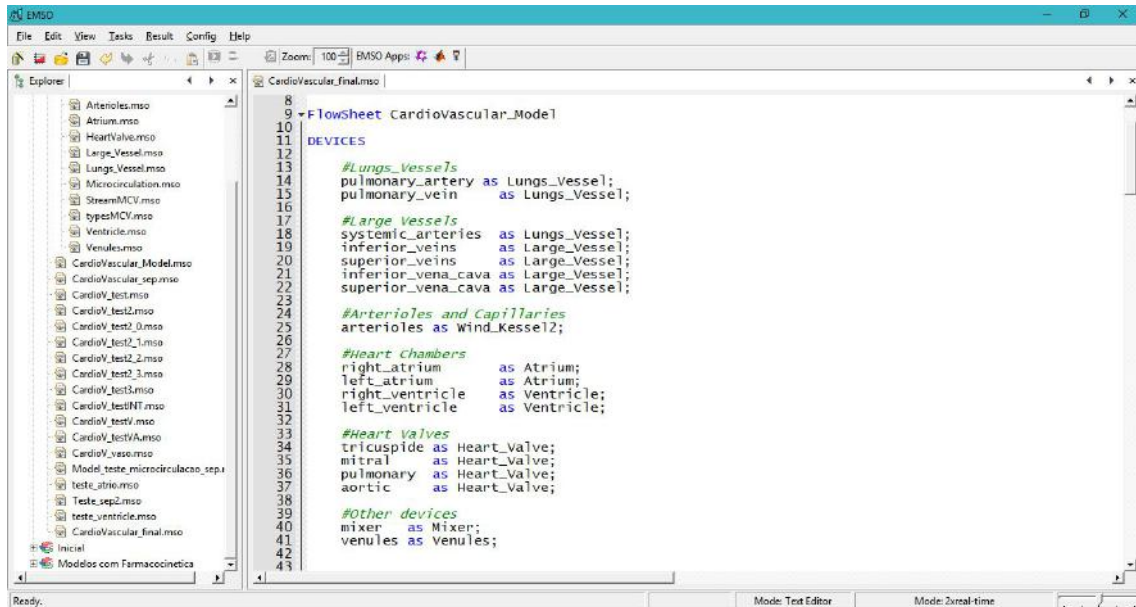 EMSO
File Edit View Tasks Result Config Help
Zoom: 100 EMSO Apps:
Explorer
CardioVascular_final.mso
Arterioles.mso
Atrium.mso
HeartValve.mso
Large_Vessel.mso
Lungs_Vessel.mso
Microcirculation.mso
StreamMCV.mso
typesMCV.mso
Ventricle.mso
Venules.mso
CardioVascular_Model.mso
CardioVascular_sep.mso
CardioV_test.mso
CardioV_test2.mso
CardioV_test2_0.mso
CardioV_test2_1.mso
CardioV_test2_2.mso
CardioV_test2_3.mso
CardioV_test3.mso
CardioV_testINT.mso
CardioV_testV.mso
CardioV_testVA.mso
CardioV_vaso.mso
Model_teste_microcirculacao_sep.
teste_atrio.mso
Teste_sep2.mso
teste_ventricle.mso
CardioVascular_final.mso
Inicial
Modelos com Farmacocinetica
8
9 FlowSheet CardioVascular_Model
10
11 DEVICES
12
13 #Lungs_Vessels
14 pulmonary_artery as Lungs_Vessel;
15 pulmonary_vein as Lungs_Vessel;
16
17 #Large Vessels
18 systemic_arteries as Lungs_Vessel;
19 inferior_veins as Large_Vessel;
20 superior_veins as Large_Vessel;
21 inferior_vena_cava as Large_Vessel;
22 superior_vena_cava as Large_Vessel;
23
24 #Arterioles and Capillaries
25 arterioles as Wind_Kessel2;
26
27 #Heart Chambers
28 right_atrium as Atrium;
29 left_atrium as Atrium;
30 right_ventricle as Ventricle;
31 left_ventricle as Ventricle;
32
33 #Heart Valves
34 tricuspide as Heart_Valve;
35 mitral as Heart_Valve;
36 pulmonary as Heart_Valve;
37 aortic as Heart_Valve;
38
39 #Other devices
40 mixer as Mixer;
41 venules as Venules;
42
43
Ready.
Mode: Text Editor
Mode: 2xreal-time